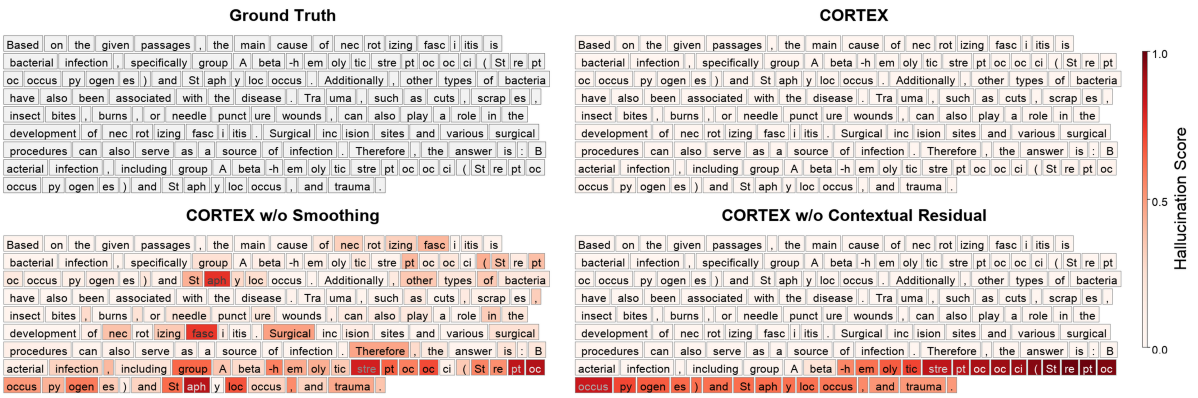 Ground Truth
Based on the given passages , the main cause of nec rot izing fasc i itis is
bacterial infection , specifically group A beta -h em oly tic stre pt oc oc ci ( St re pt
oc occus py ogen es ) and St aph y loc occus . Additionally , other types of bacteria
have also been associated with the disease . Tra uma , such as cuts , scrap es ,
insect bites , burns , or needle punct ure wounds , can also play a role in the
development of nec rot izing fasc i itis . Surgical inc ision sites and various surgical
procedures can also serve as a source of infection . Therefore , the answer is : B
acterial infection , including group A beta -h em oly tic stre pt oc oc ci ( St re pt oc
occus py ogen es ) and St aph y loc occus , and trauma .
CORTEX
Based on the given passages , the main cause of nec rot izing fasc i itis is
bacterial infection , specifically group A beta -h em oly tic stre pt oc oc ci ( St re pt
oc occus py ogen es ) and St aph y loc occus . Additionally , other types of bacteria
have also been associated with the disease . Tra uma , such as cuts , scrap es ,
insect bites , burns , or needle punct ure wounds , can also play a role in the
development of nec rot izing fasc i itis . Surgical inc ision sites and various surgical
procedures can also serve as a source of infection . Therefore , the answer is : B
acterial infection , including group A beta -h em oly tic stre pt oc oc ci ( St re pt oc
occus py ogen es ) and St aph y loc occus , and trauma .
CORTEX w/o Smoothing
Based on the given passages , the main cause of nec rot izing fasc i itis is
bacterial infection , specifically group A beta -h em oly tic stre pt oc oc ci ( St re pt
oc occus py ogen es ) and St aph y loc occus . Additionally , other types of bacteria
have also been associated with the disease . Tra uma , such as cuts , scrap es ,
insect bites , burns , or needle punct ure wounds , can also play a role in the
development of nec rot izing fasc i itis . Surgical inc ision sites and various surgical
procedures can also serve as a source of infection . Therefore , the answer is : B
acterial infection , including group A beta -h em oly tic stre pt oc oc ci ( St re pt oc
occus py ogen es ) and St aph y loc occus , and trauma .
CORTEX w/o Contextual Residual
Based on the given passages , the main cause of nec rot izing fasc i itis is
bacterial infection , specifically group A beta -h em oly tic stre pt oc oc ci ( St re pt
oc occus py ogen es ) and St aph y loc occus . Additionally , other types of bacteria
have also been associated with the disease . Tra uma , such as cuts , scrap es ,
insect bites , burns , or needle punct ure wounds , can also play a role in the
development of nec rot izing fasc i itis . Surgical inc ision sites and various surgical
procedures can also serve as a source of infection . Therefore , the answer is : B
acterial infection , including group A beta -h em oly tic stre pt oc oc ci ( St re pt oc
occus py ogen es ) and St aph y loc occus , and trauma .
1.0
0.5
0.0
Hallucination Score